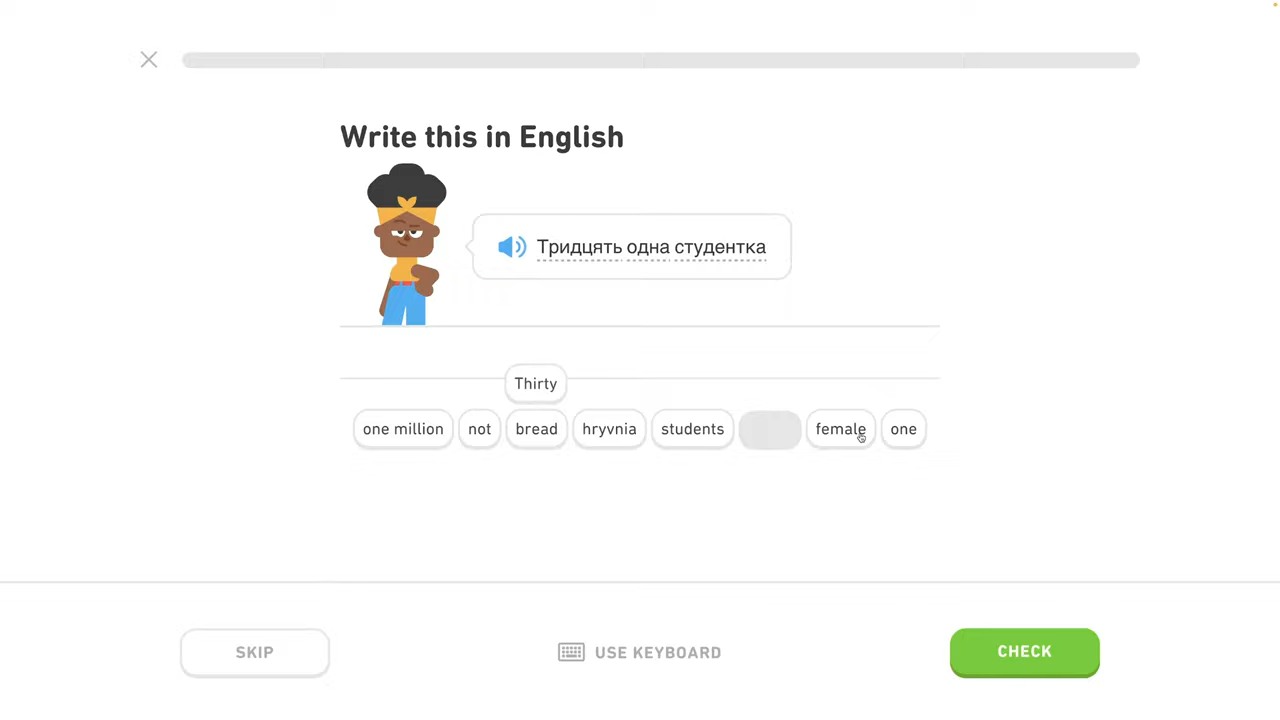 Write this in English
Тридцять одна студентка
Thirty
one million not bread hryvnia students female one
SKIP USE KEYBOARD CHECK